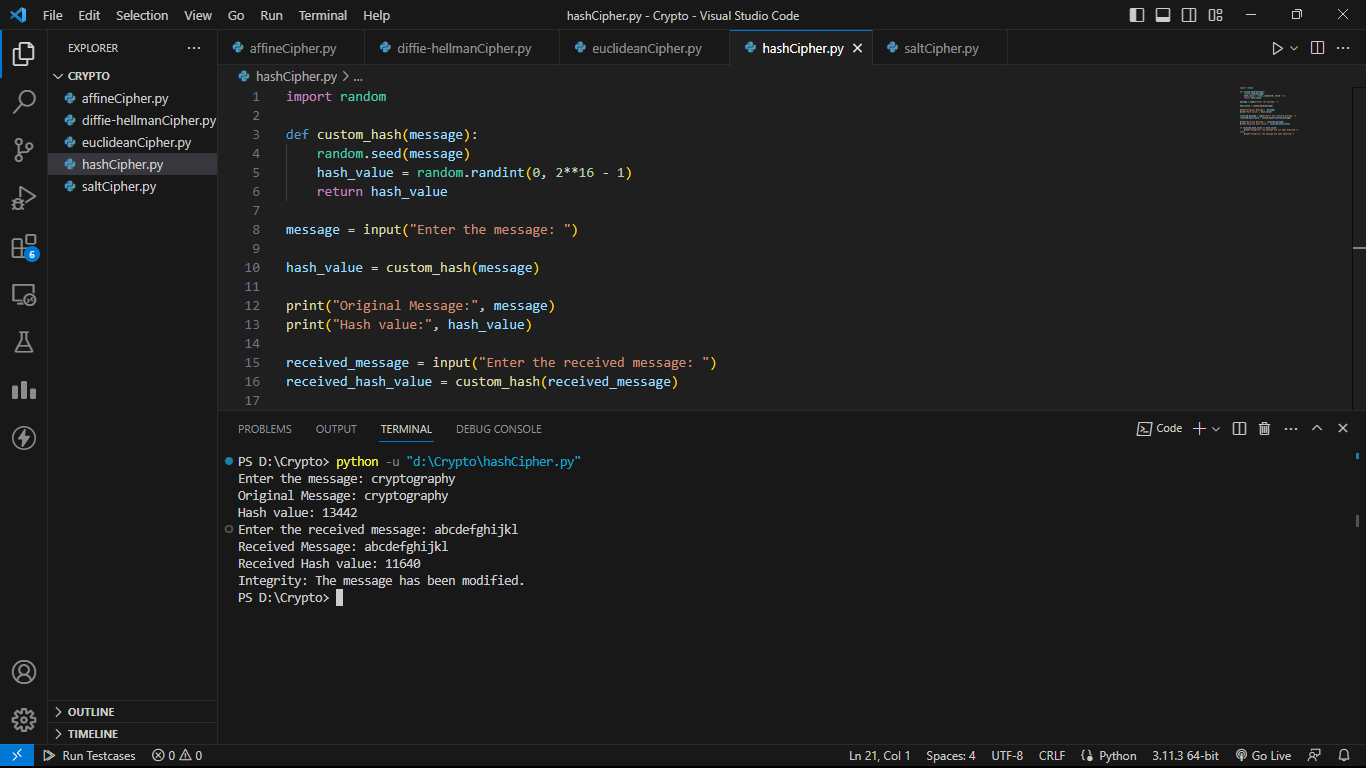 File Edit Selection View Go Run Terminal Help hashCipher.py - Crypto - Visual Studio Code
EXPLORER
CRYPTO
affineCipher.py
diffie-hellmanCipher.py
euclideanCipher.py
hashCipher.py
saltCipher.py
OUTLINE
TIMELINE
6
affineCipher.py diffie-hellmanCipher.py euclideanCipher.py hashCipher.py saltCipher.py
hashCipher.py > ...
1 import random
2
3 def custom_hash(message):
4     random.seed(message)
5     hash_value = random.randint(0, 2**16 - 1)
6     return hash_value
7
8 message = input("Enter the message: ")
9
10 hash_value = custom_hash(message)
11
12 print("Original Message:", message)
13 print("Hash value:", hash_value)
14
15 received_message = input("Enter the received message: ")
16 received_hash_value = custom_hash(received_message)
17
PROBLEMS OUTPUT TERMINAL DEBUG CONSOLE Code
PS D:\Crypto> python -u "d:\Crypto\hashCipher.py"
Enter the message: cryptography
Original Message: cryptography
Hash value: 13442
Enter the received message: abcdefghijkl
Received Message: abcdefghijkl
Received Hash value: 11640
Integrity: The message has been modified.
PS D:\Crypto>
Run Testcases 0 0 Ln 21, Col 1 Spaces: 4 UTF-8 CRLF Python 3.11.3 64-bit Go Live